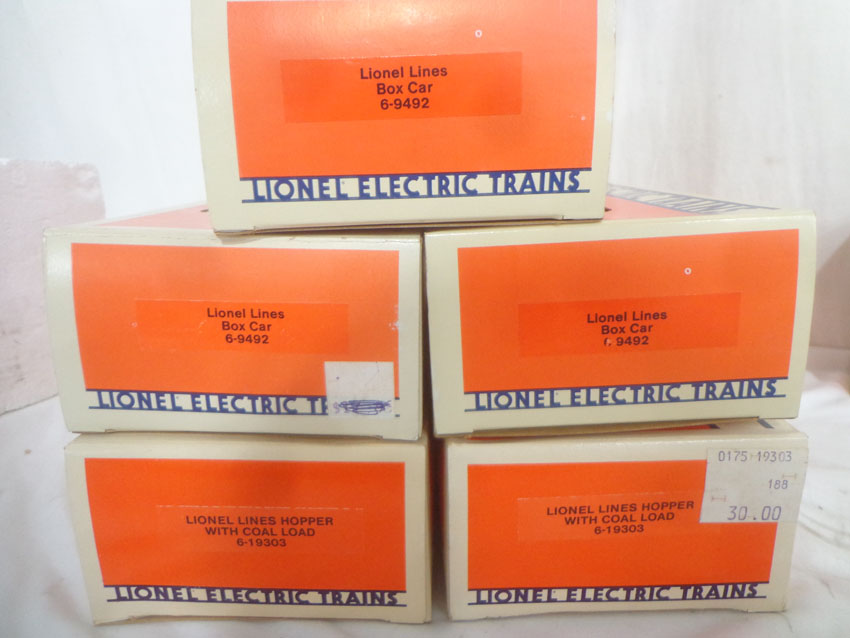 Lionel Lines
Box Car
6-9492
LIONEL ELECTRIC TRAINS
Lionel Lines
Box Car
6-9492
LIONEL ELECTRIC
Lionel Lines
Box Car
6 9492
LIONEL ELECTRIC TRAINS
LIONEL LINES HOPPER
WITH COAL LOAD
6-19303
LIONEL ELECTRIC TRAINS
LIONEL LINES HOPPER
WITH COAL LOAD
6-19303
0175 19303
188
30.00
LIONEL ELECTRIC TRAINS